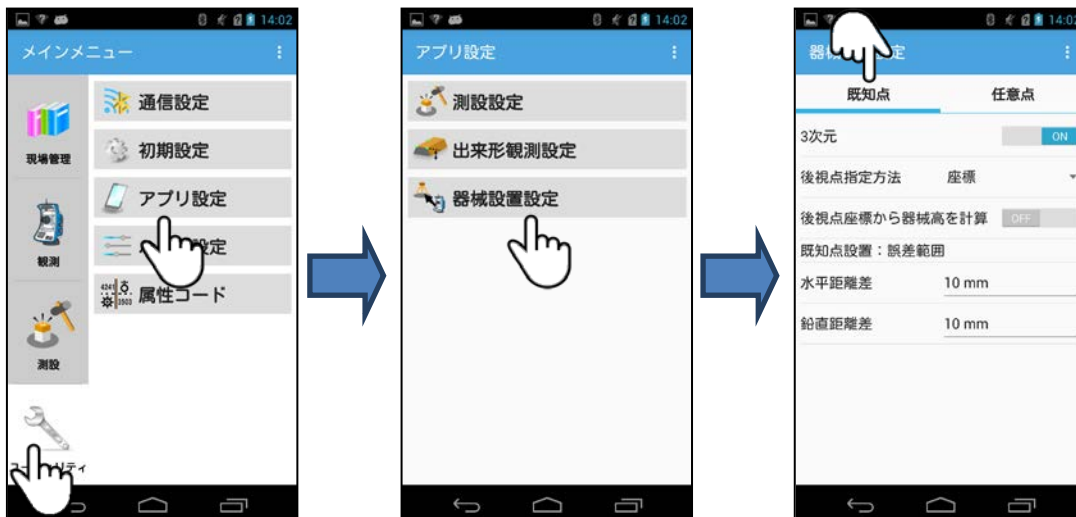 14:02
メインメニュー
現場管理
観測
測設
通信設定
初期設定
アプリ設定
設定
属性コード
14:02
アプリ設定
測設設定
出来形観測設定
器械設置設定
14:02
器械 定
既知点 任意点
3次元 ON
後視点指定方法 座標
後視点座標から器械高を計算 OFF
既知点設置：誤差範囲
水平距離差 10 mm
鉛直距離差 10 mm